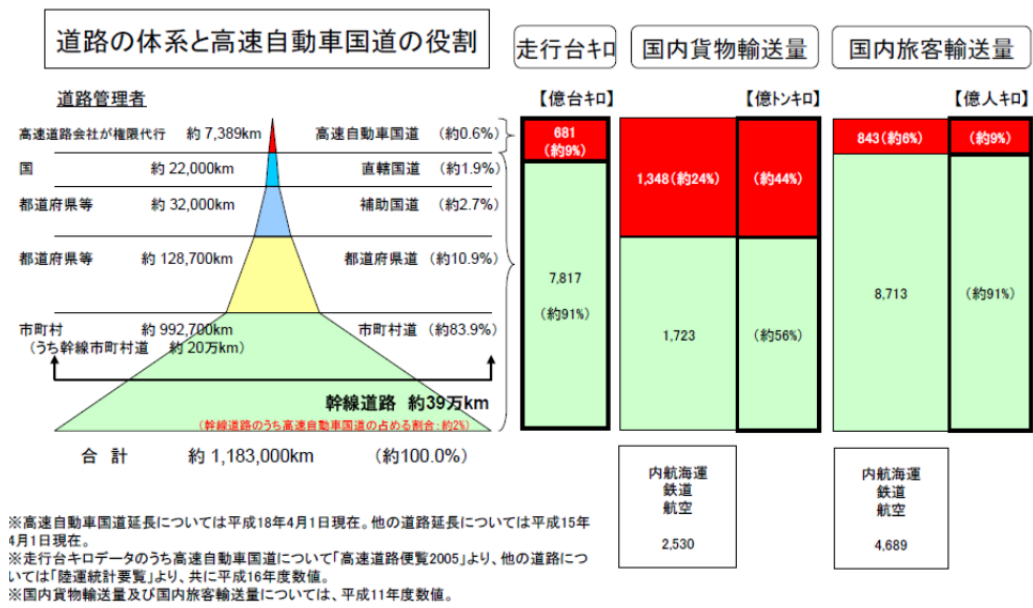 道路の体系と高速自動車国道の役割
走行台キロ
国内貨物輸送量
国内旅客輸送量
道路管理者
【億台キロ】
【億トンキロ】
【億人キロ】
高速道路会社が権限代行 約 7,389km 高速自動車国道 (約0.6%)
国 約 22,000km 直轄国道 (約1.9%)
都道府県等 約 32,000km 補助国道 (約2.7%)
都道府県等 約 128,700km 都道府県道 (約10.9%)
市町村 約 992,700km 市町村道 (約83.9%)
(うち幹線市町村道 約 20万km)
幹線道路 約39万km
(幹線道路のうち高速自動車国道の占める割合:約2%)
合 計 約 1,183,000km (約100.0%)
681
(約9%)
7,817
(約91%)
1,348(約24%)
(約44%)
1,723
(約56%)
843(約6%)
(約9%)
8,713
(約91%)
内航海運
鉄道
航空
2,530
内航海運
鉄道
航空
4,689
※高速自動車国道延長については平成18年4月1日現在。他の道路延長については平成15年
4月1日現在。
※走行台キロデータのうち高速自動車国道について「高速道路便覧2005」より、他の道路につ
いては「陸運統計要覧」より、共に平成16年度数値。
※国内貨物輸送量及び国内旅客輸送量については、平成11年度数値。